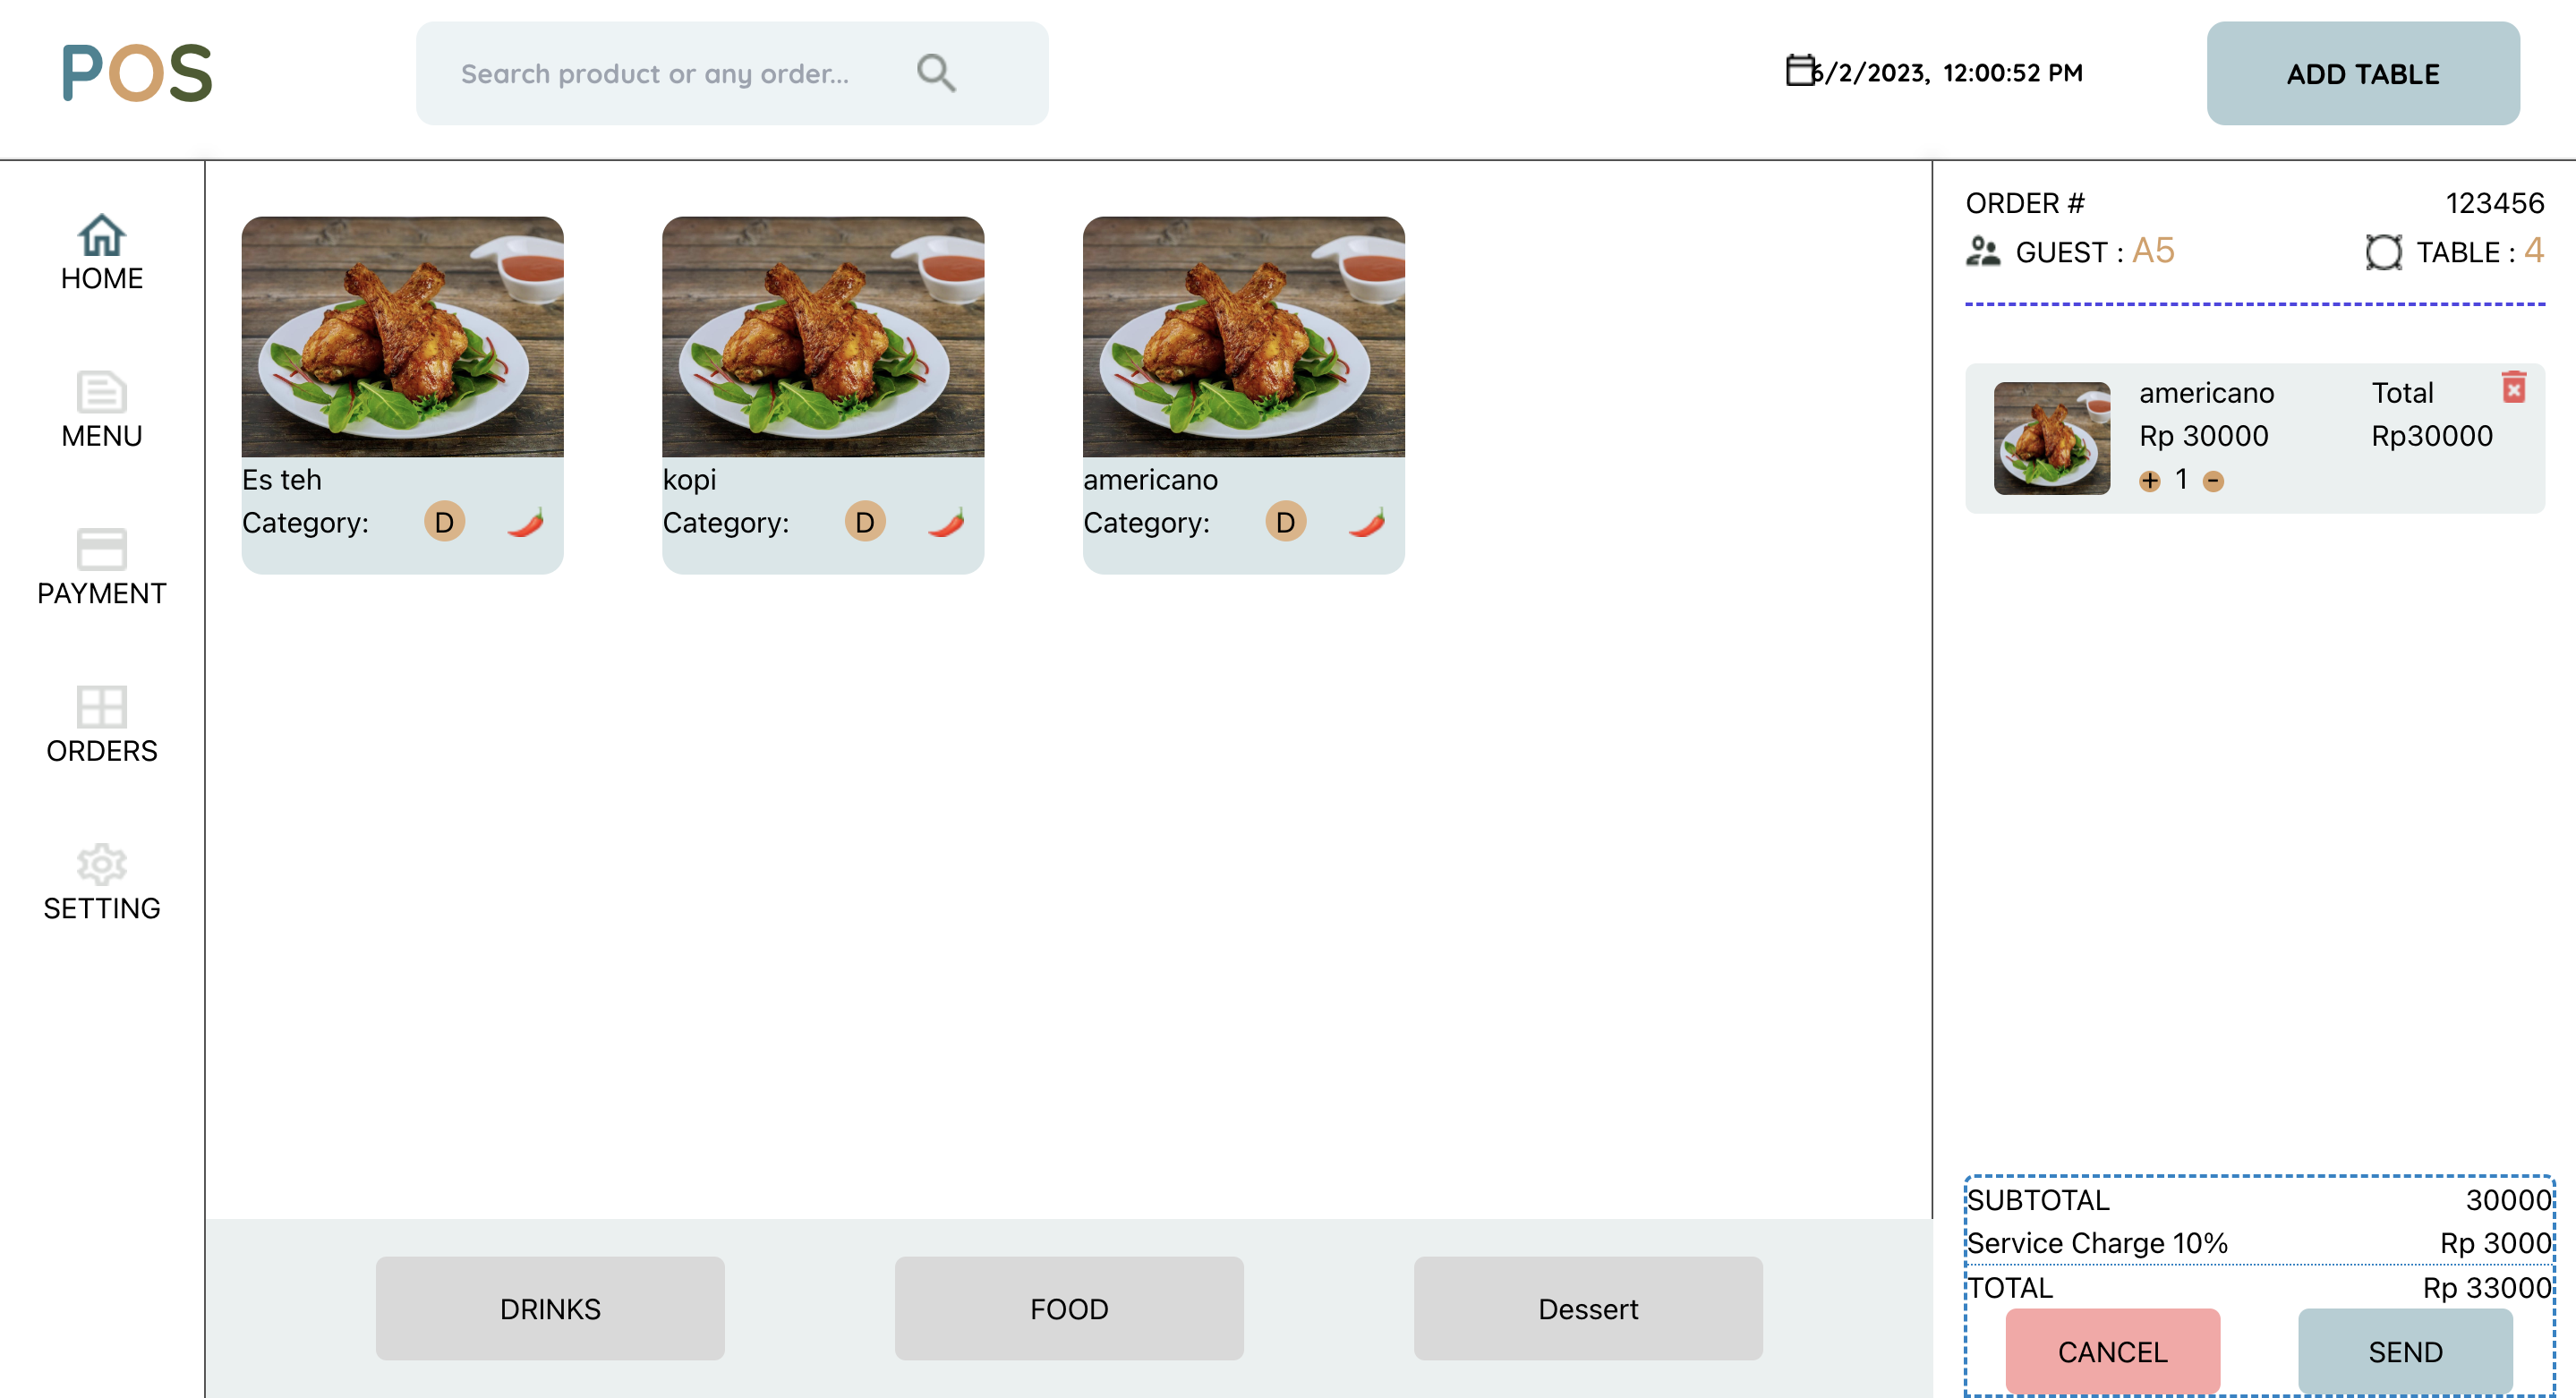 POS
Search product or any order...
6/2/2023, 12:00:52 PM
ADD TABLE
HOME
MENU
PAYMENT
ORDERS
SETTING
Es teh
Category: D
kopi
Category: D
americano
Category: D
DRINKS
FOOD
Dessert
ORDER # 123456
GUEST : A5 TABLE : 4
americano Total
Rp 30000 Rp30000
+ 1 -
SUBTOTAL 30000
Service Charge 10% Rp 3000
TOTAL Rp 33000
CANCEL SEND